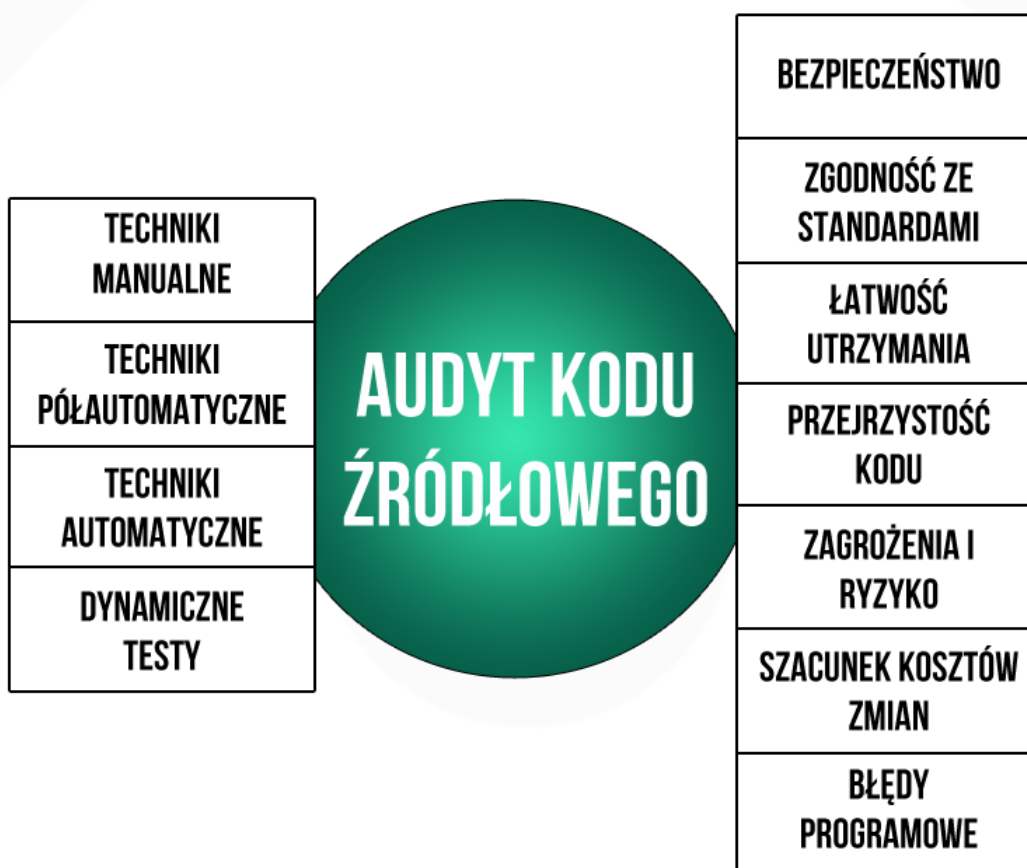 TECHNIKI
MANUALNE
TECHNIKI
PÓŁAUTOMATYCZNE
TECHNIKI
AUTOMATYCZNE
DYNAMICZNE
TESTY
AUDYT KODU
ŹRÓDŁOWEGO
BEZPIECZEŃSTWO
ZGODNOŚĆ ZE
STANDARDAMI
ŁATWOŚĆ
UTRZYMANIA
PRZEJRZYSTOŚĆ
KODU
ZAGROŻENIA I
RYZYKO
SZACUNEK KOSZTÓW
ZMIAN
BŁĘDY
PROGRAMOWE